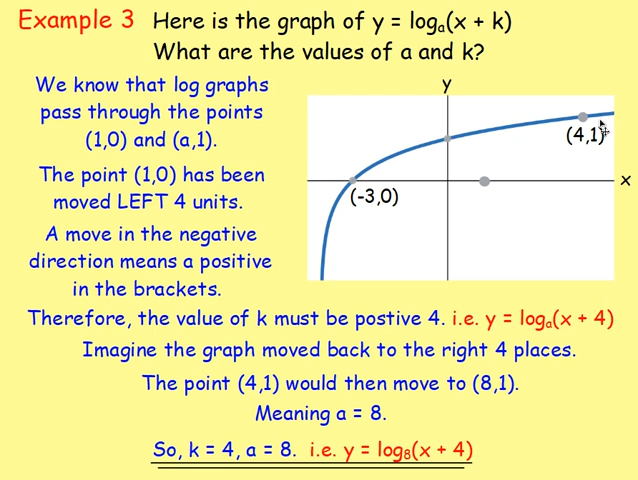 Example 3 Here is the graph of y = logₐ(x + k)
What are the values of a and k?
We know that log graphs
pass through the points
(1,0) and (a,1).
The point (1,0) has been
moved LEFT 4 units.
A move in the negative
direction means a positive
in the brackets.
y
(4,1)
x
(-3,0)
Therefore, the value of k must be postive 4. i.e. y = logₐ(x + 4)
Imagine the graph moved back to the right 4 places.
The point (4,1) would then move to (8,1).
Meaning a = 8.
So, k = 4, a = 8. i.e. y = log₈(x + 4)